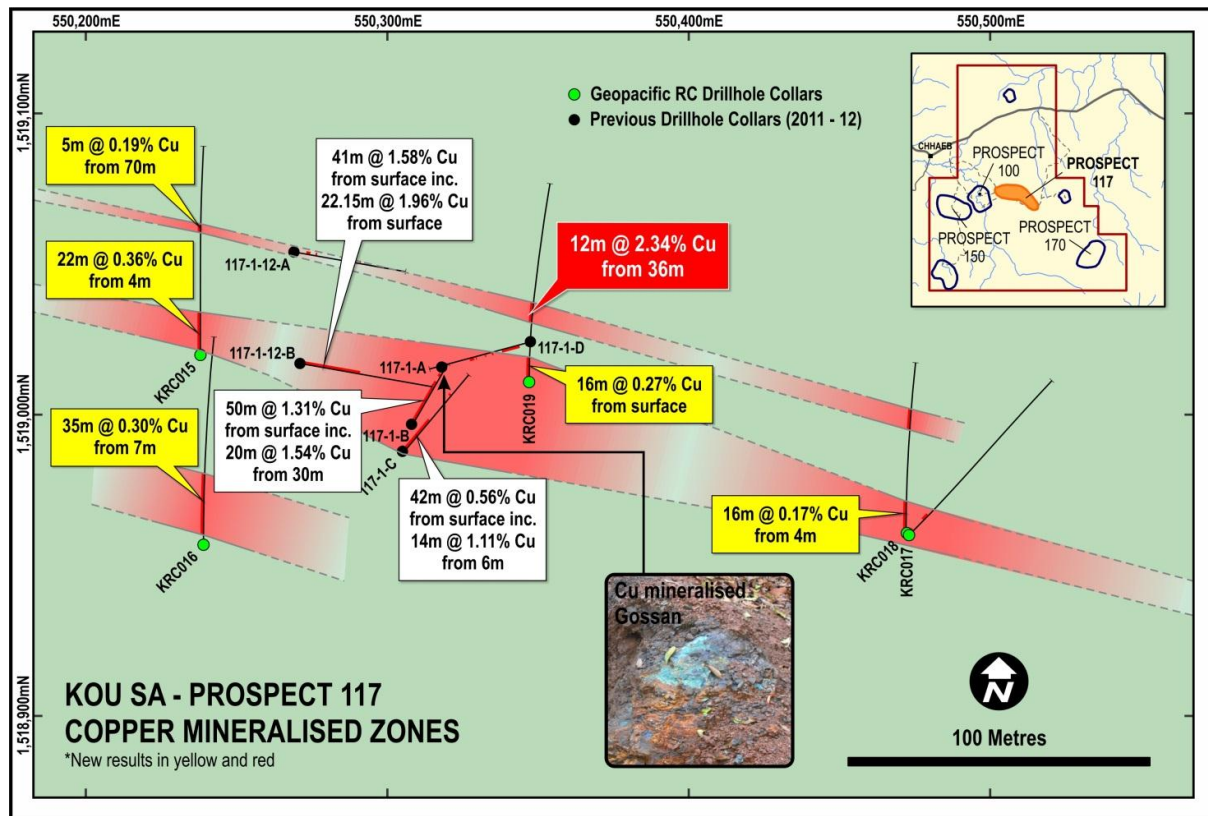 550,200mE
550,300mE
550,400mE
550,500mE
1,519,100mN
1,519,000mN
1,518,900mN
Geopacific RC Drillhole Collars
Previous Drillhole Collars (2011 - 12)
CHHAEB
PROSPECT
100
PROSPECT
117
PROSPECT
150
PROSPECT
170
5m @ 0.19% Cu
from 70m
41m @ 1.58% Cu
from surface inc.
22.15m @ 1.96% Cu
from surface
12m @ 2.34% Cu
from 36m
22m @ 0.36% Cu
from 4m
117-1-12-A
117-1-12-B
117-1-A
117-1-D
KRC015
KRC019
16m @ 0.27% Cu
from surface
50m @ 1.31% Cu
from surface inc.
20m @ 1.54% Cu
from 30m
117-1-B
117-1-C
35m @ 0.30% Cu
from 7m
42m @ 0.56% Cu
from surface inc.
14m @ 1.11% Cu
from 6m
16m @ 0.17% Cu
from 4m
KRC016
KRC018
KRC017
Cu mineralised
Gossan
KOU SA - PROSPECT 117
COPPER MINERALISED ZONES
*New results in yellow and red
N
100 Metres